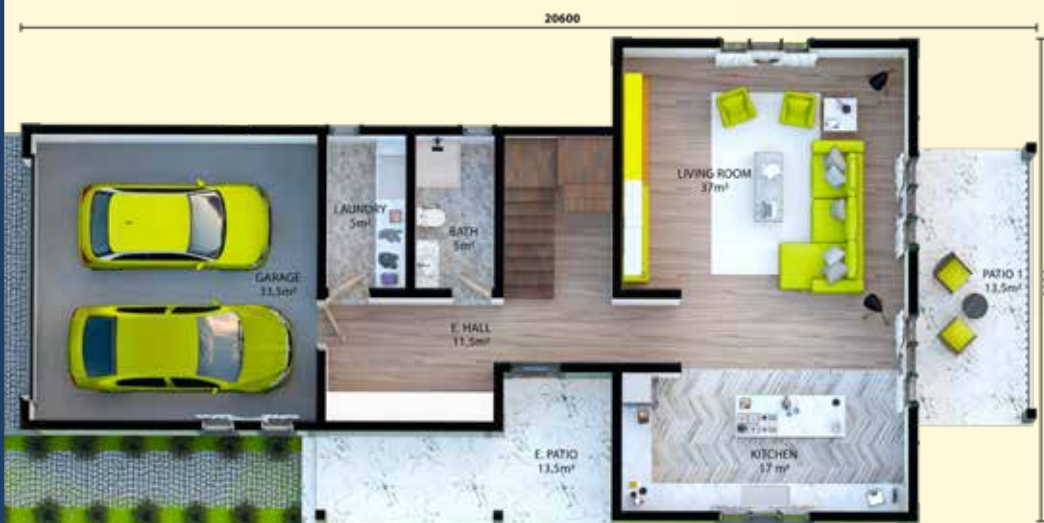 20600
LIVING ROOM
37m²
LAUNDRY
5m²
BATH
5m²
GARAGE
33,5m²
PATIO 1
13,5m²
E. HALL
11,5m²
E. PATIO
13,5m²
KITCHEN
17 m²